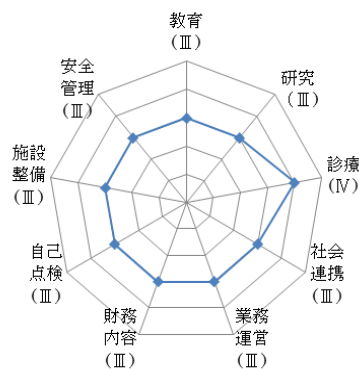 教育
(Ⅲ)
研究
(Ⅲ)
診療
(Ⅳ)
社会
連携
(Ⅲ)
業務
運営
(Ⅲ)
財務
内容
(Ⅲ)
自己
点検
(Ⅲ)
施設
整備
(Ⅲ)
安全
管理
(Ⅲ)